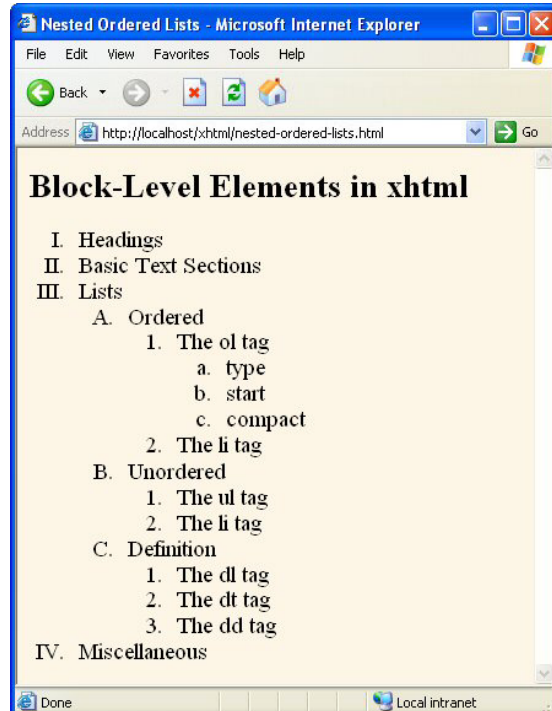 Nested Ordered Lists - Microsoft Internet Explorer
File Edit View Favorites Tools Help
Back
Address http://localhost/xhtml/nested-ordered-lists.html Go
Block-Level Elements in xhtml
I. Headings
II. Basic Text Sections
III. Lists
A. Ordered
1. The ol tag
a. type
b. start
c. compact
2. The li tag
B. Unordered
1. The ul tag
2. The li tag
C. Definition
1. The dl tag
2. The dt tag
3. The dd tag
IV. Miscellaneous
Done Local intranet